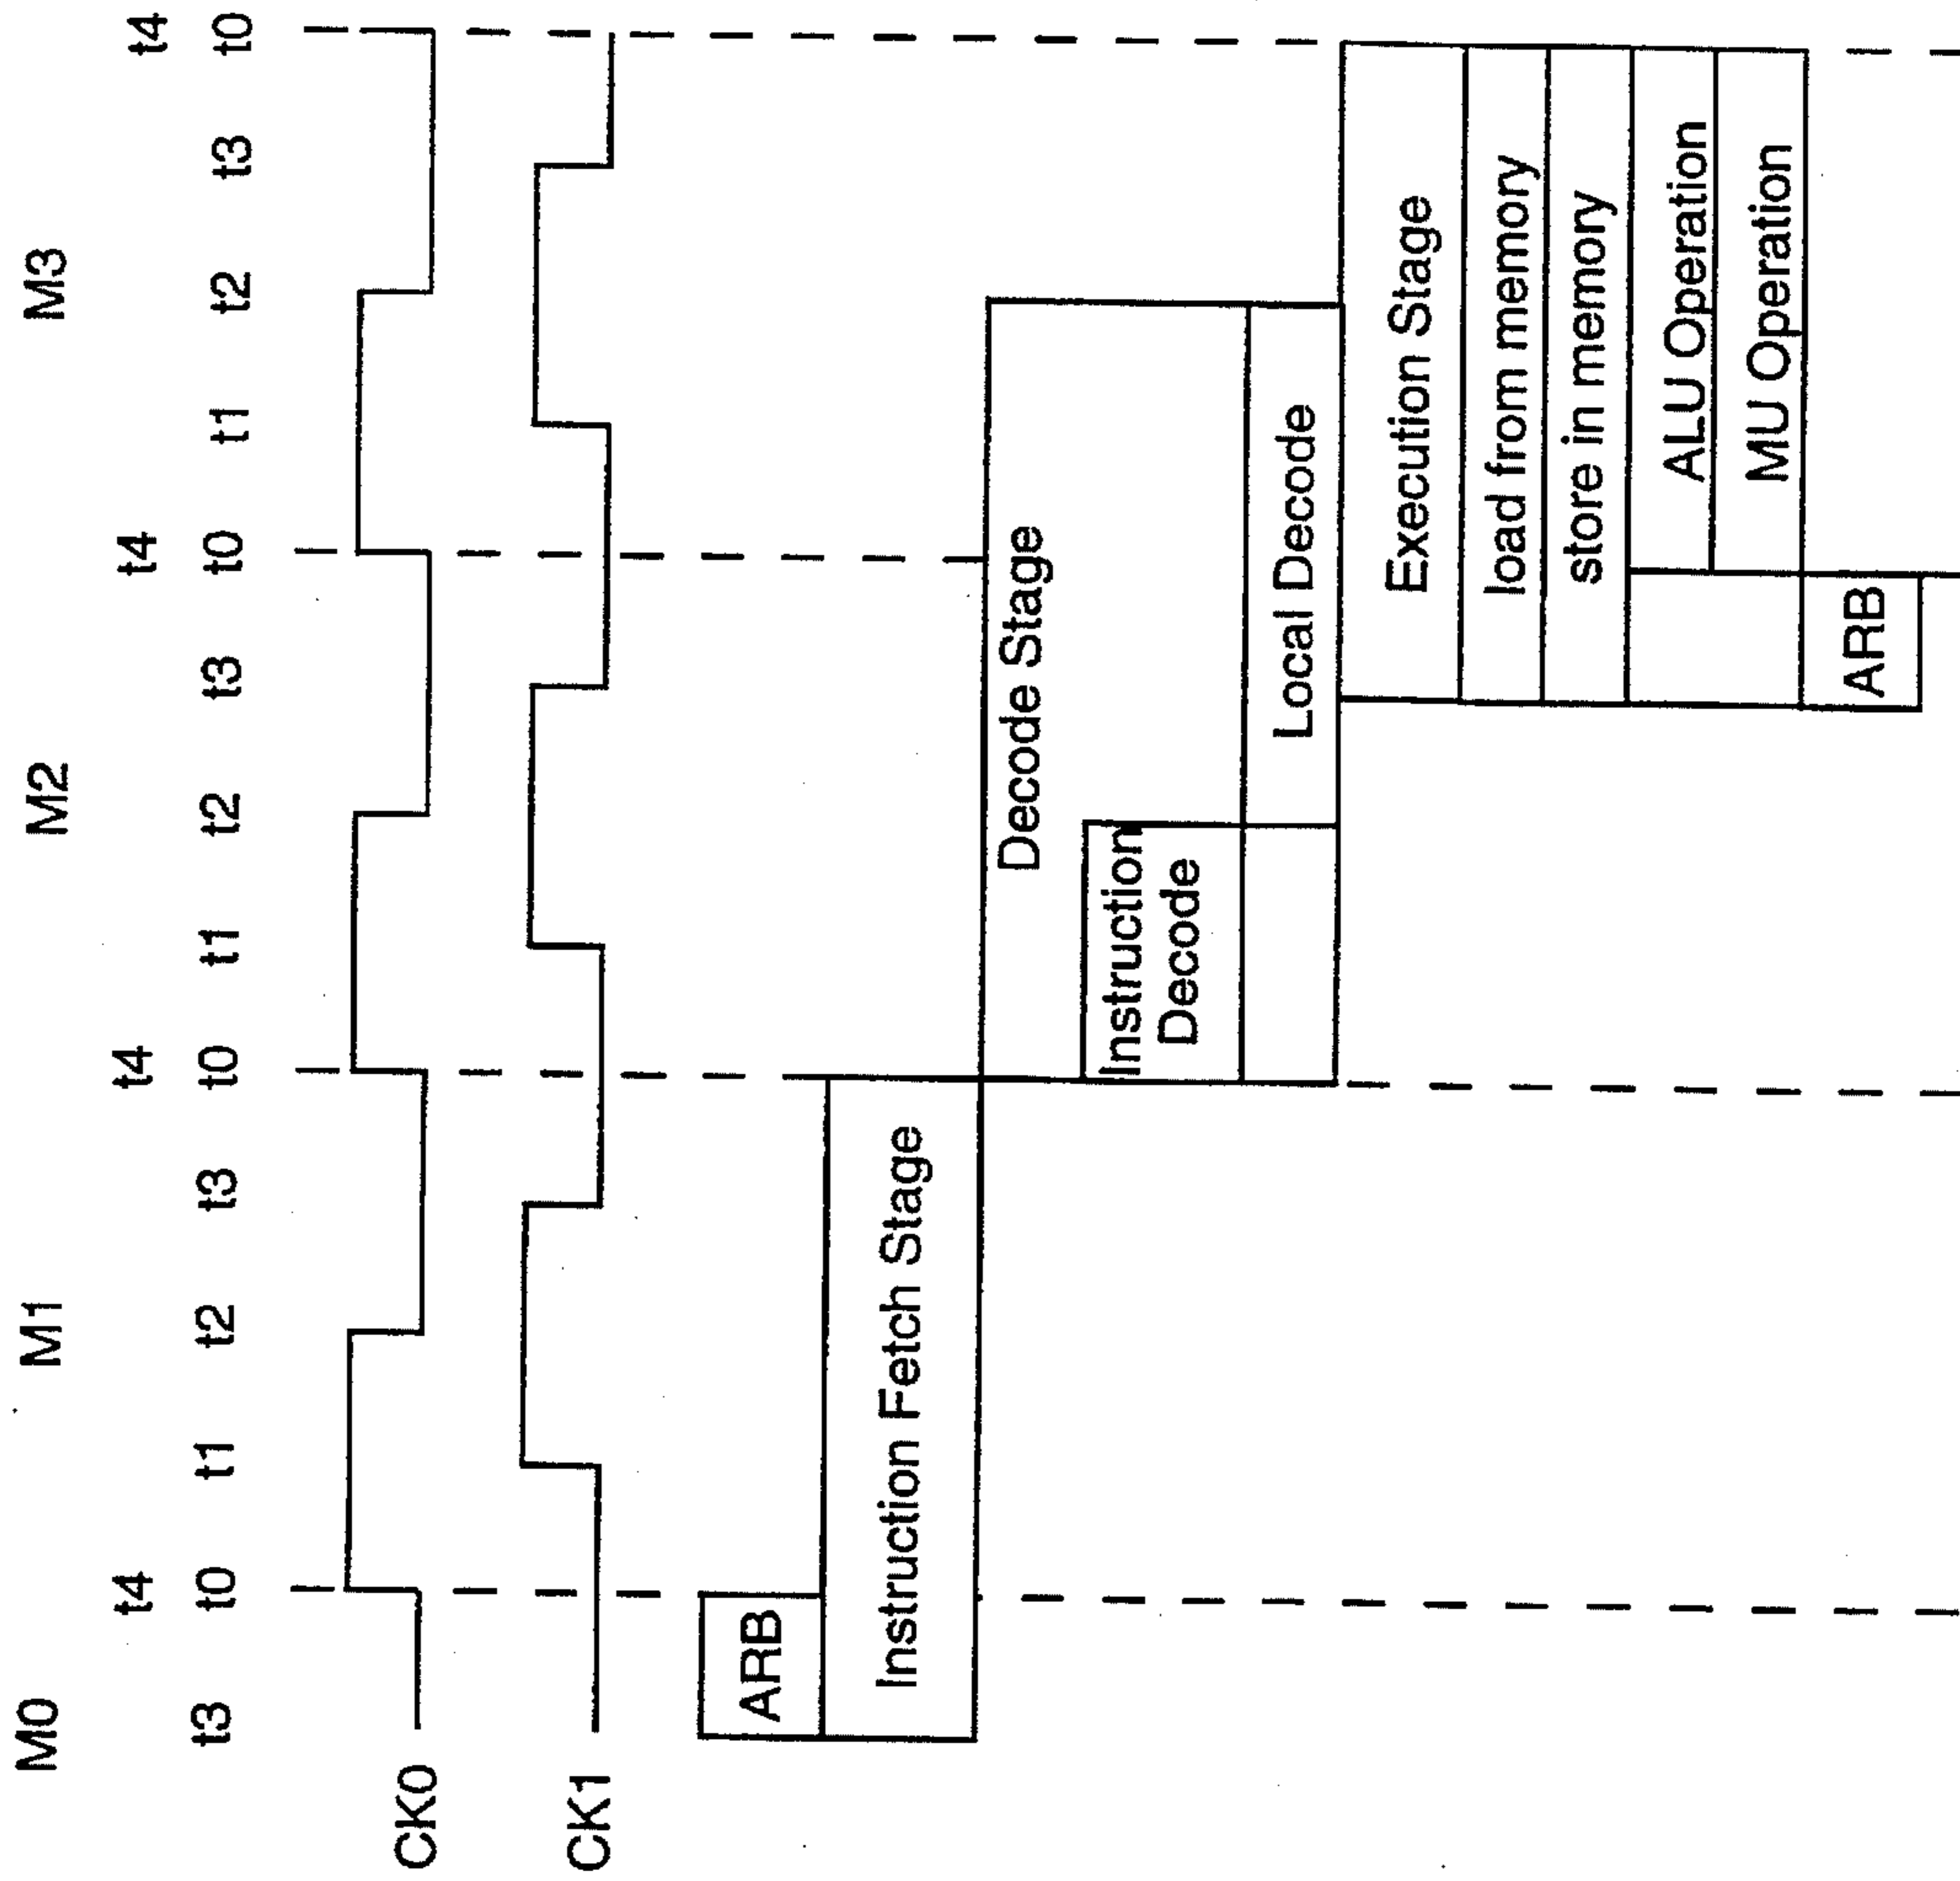 M0 M1 M2 M3
t4 t4 t4 t4
t3 t0 t1 t2 t3 t0 t1 t2 t3 t0 t1 t2 t3 t0
CK0
CK1
ARB
Instruction Fetch Stage
Decode Stage
Instruction
Decode
Local Decode
Execution Stage
load from memory
store in memory
ALU Operation
MU Operation
ARB